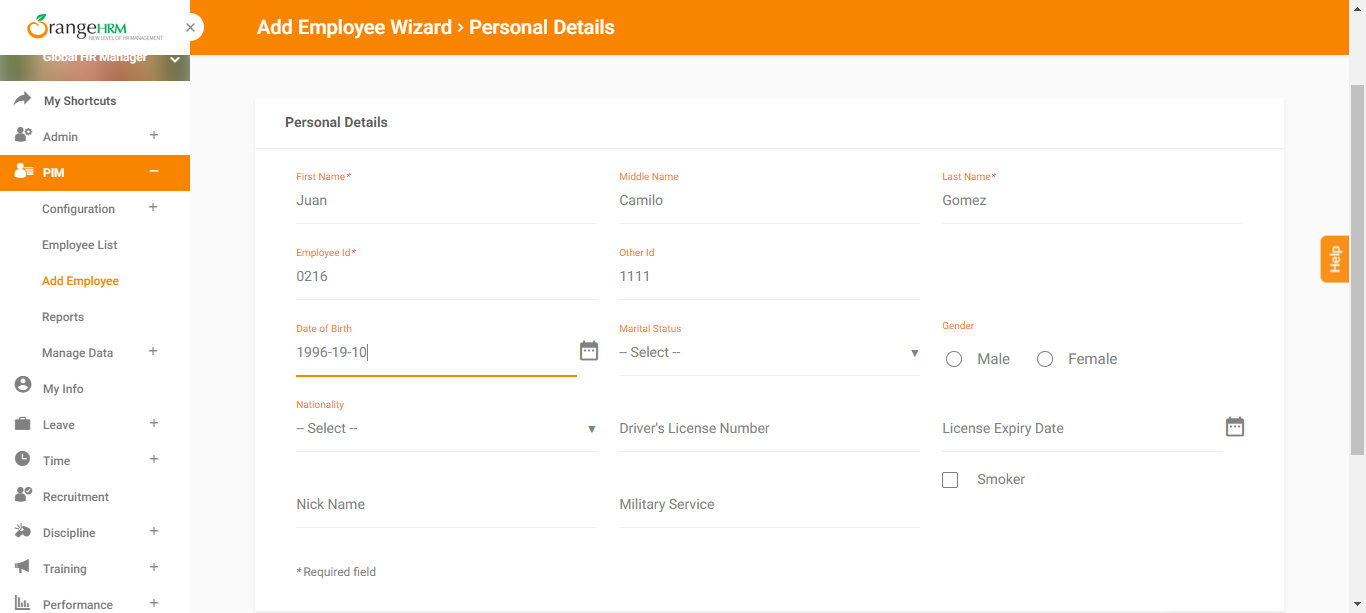 OrangeHRM
NEW LEVEL OF HR MANAGEMENT
Global HR Manager
My Shortcuts
Admin
PIM
Configuration
Employee List
Add Employee
Reports
Manage Data
My Info
Leave
Time
Recruitment
Discipline
Training
Performance
Add Employee Wizard › Personal Details
Personal Details
First Name* Middle Name Last Name*
Juan Camilo Gomez
Employee Id* Other Id
0216 1111
Date of Birth Marital Status Gender
1996-19-10 -- Select -- Male Female
Nationality
-- Select -- Driver's License Number License Expiry Date
Smoker
Nick Name Military Service
* Required field
Help